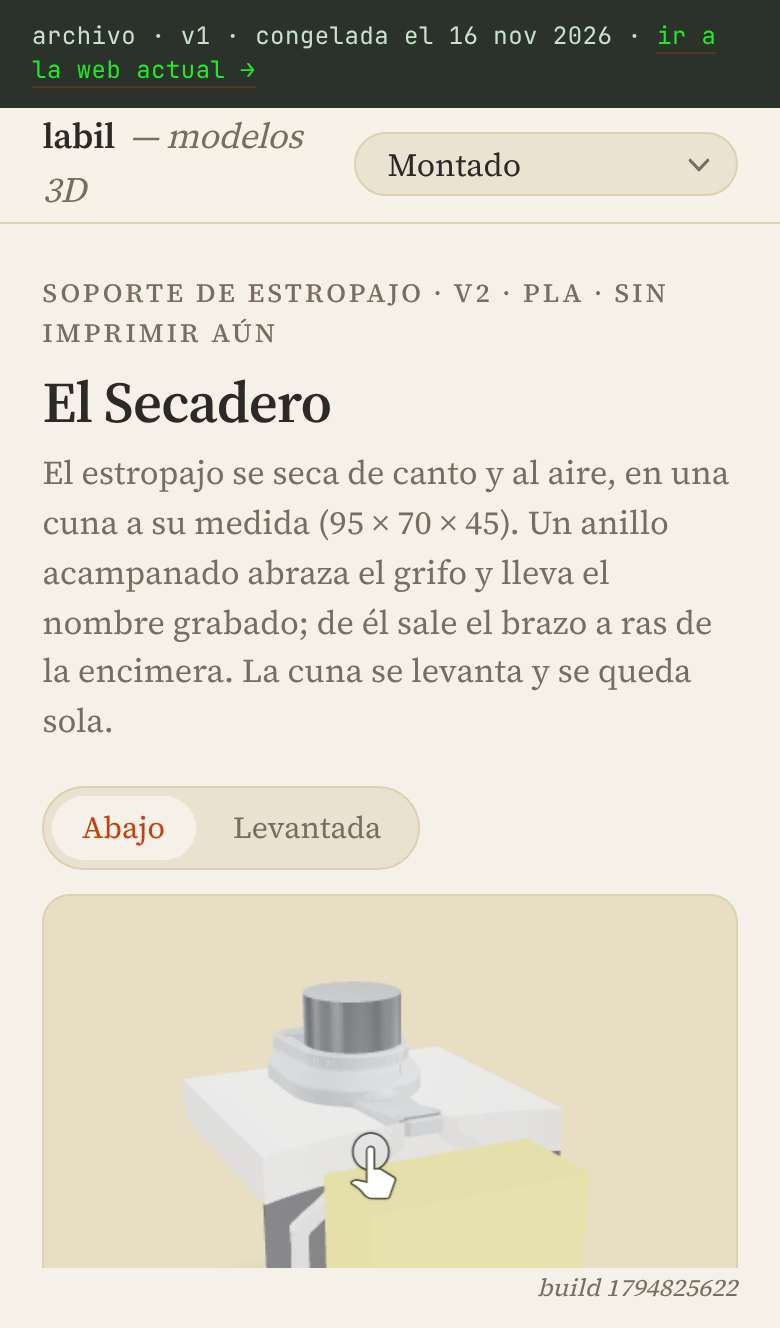 archivo · v1 · congelada el 16 nov 2026 · ir a
la web actual →
labil — modelos
3D
Montado
SOPORTE DE ESTROPAJO · V2 · PLA · SIN
IMPRIMIR AÚN
El Secadero
El estropajo se seca de canto y al aire, en una
cuna a su medida (95 × 70 × 45). Un anillo
acampanado abraza el grifo y lleva el
nombre grabado; de él sale el brazo a ras de
la encimera. La cuna se levanta y se queda
sola.
Abajo
Levantada
build 1794825622